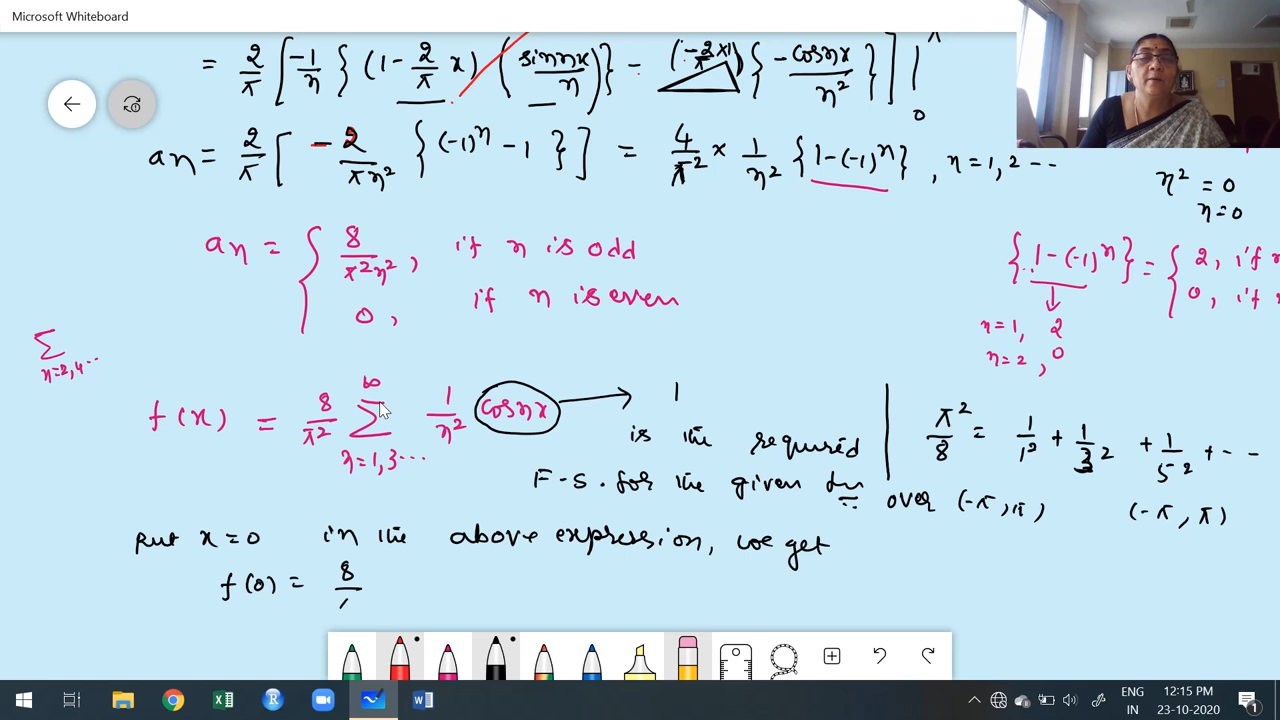 Microsoft Whiteboard
= 2/π [ -1/n { (1 - 2/π x) (sin nx / n) } - (-2/π ×1) { -cos nx / n² } ] |₀^π
an = 2/π [ -2/πn² { (-1)^n - 1 } ] = 4/π² × 1/n² { 1-(-1)^n } , n=1,2 --
n² = 0
n=0
an = { 8/π²n² , if n is odd
0, if n is even
{ 1-(-1)^n } = { 2, if n
0, if
n=1, 2
n=2, 0
Σ n=2,4...
f(x) = 8/π² Σ^∞ n=1,3... 1/n² cos nx → 1
is the required
F-S. for the given fn over (-π,π)
π²/8 = 1/1² + 1/3² + 1/5² + - -
(-π, π)
Put x=0 in the above expression, we get
f(0) = 8/
ENG
IN
12:15 PM
23-10-2020
1